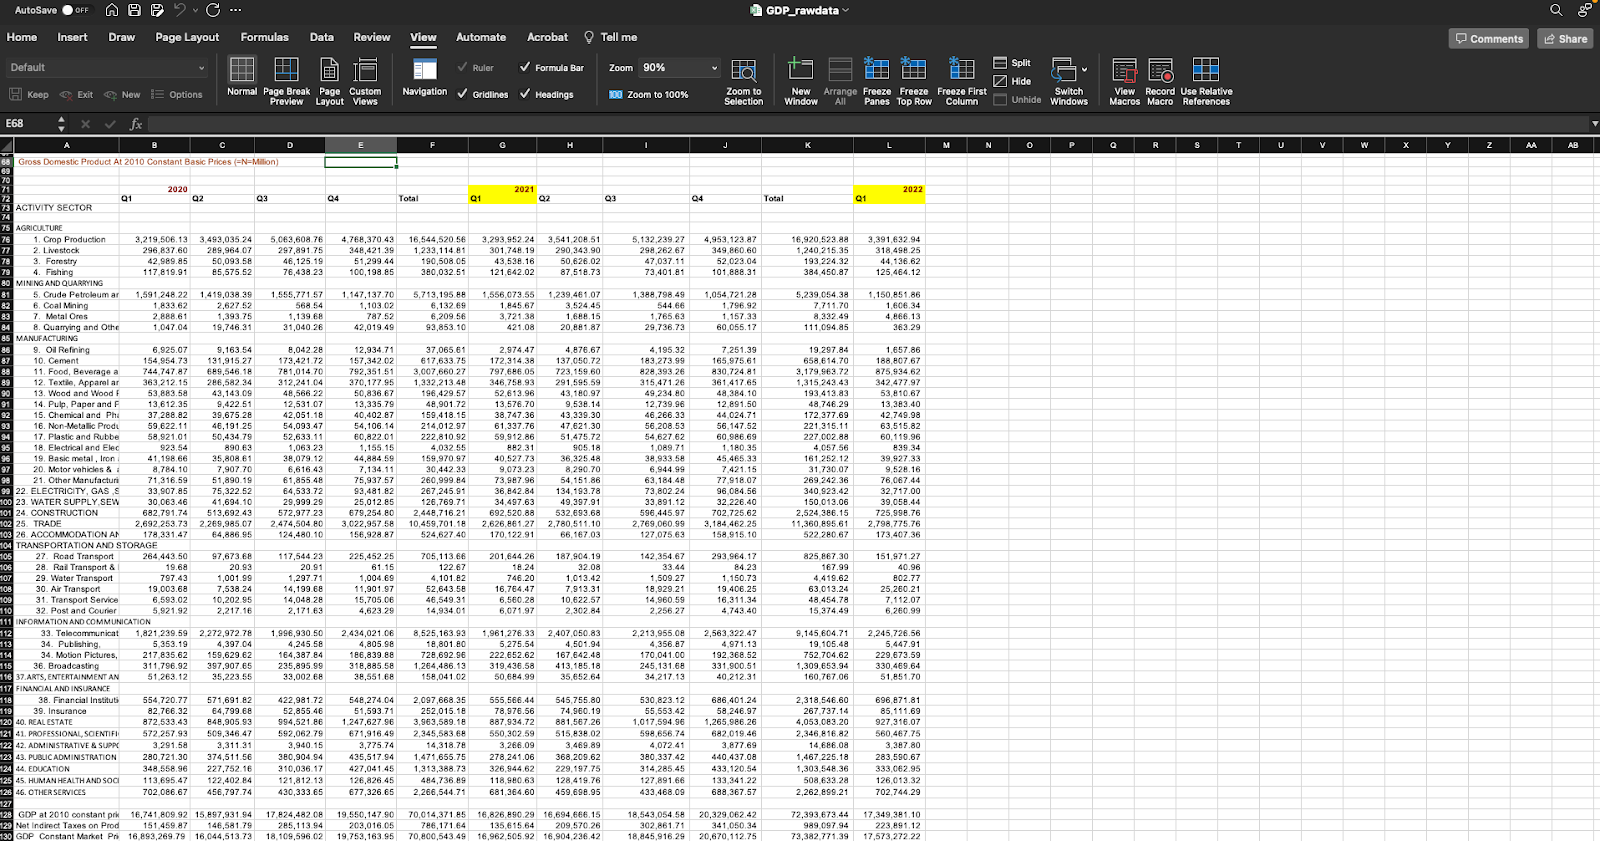 AutoSave OFF GDP_rawdata
Home Insert Draw Page Layout Formulas Data Review View Automate Acrobat Tell me Comments Share
Default Ruler Formula Bar Zoom 90% Split
Keep Exit New Options Normal Page Break Preview Page Layout Custom Views Navigation Gridlines Headings Zoom to 100% Zoom to Selection New Window Arrange All Freeze Panes Freeze Top Row Freeze First Column Hide Unhide Switch Windows View Macros Record Macro Use Relative References
E68 fx
A B C D E F G H I J K L M N O P Q R S T U V W X Y Z AA AB
68 Gross Domestic Product At 2010 Constant Basic Prices (=N=Million)
69
70
71 2020 2021 2022
72 Q1 Q2 Q3 Q4 Total Q1 Q2 Q3 Q4 Total Q1
73 ACTIVITY SECTOR
74
75 AGRICULTURE
76 1. Crop Production 3,219,506.13 3,493,035.24 5,063,608.76 4,768,370.43 16,544,520.56 3,293,952.24 3,541,208.51 5,132,239.27 4,953,123.87 16,920,523.88 3,391,632.94
77 2. Livestock 296,837.60 289,964.07 297,891.75 348,421.39 1,233,114.81 301,748.19 290,343.90 298,262.67 349,860.60 1,240,215.35 318,498.25
78 3. Forestry 42,989.85 50,093.58 46,125.19 51,299.44 190,508.05 43,538.16 50,626.02 47,037.11 52,023.04 193,224.32 44,136.62
79 4. Fishing 117,819.91 85,575.52 76,438.23 100,198.85 380,032.51 121,642.02 87,518.73 73,401.81 101,888.31 384,450.87 125,464.12
80 MINING AND QUARRYING
81 5. Crude Petroleum ar 1,591,248.22 1,419,038.39 1,555,771.57 1,147,137.70 5,713,195.88 1,556,073.55 1,239,461.07 1,388,798.49 1,054,721.28 5,239,054.38 1,150,851.86
82 6. Coal Mining 1,833.62 2,627.52 568.54 1,103.02 6,132.69 1,845.67 3,524.45 544.66 1,796.92 7,711.70 1,606.34
83 7. Metal Ores 2,888.61 1,393.75 1,139.68 787.52 6,209.56 3,721.38 1,688.15 1,765.63 1,157.33 8,332.49 4,866.13
84 8. Quarrying and Othe 1,047.04 19,746.31 31,040.26 42,019.49 93,853.10 421.08 20,881.87 29,736.73 60,055.17 111,094.85 363.29
85 MANUFACTURING
86 9. Oil Refining 6,925.07 9,163.54 8,042.28 12,934.71 37,065.61 2,974.47 4,876.67 4,195.32 7,251.39 19,297.84 1,657.86
87 10. Cement 154,954.73 131,915.27 173,421.72 157,342.02 617,633.75 172,314.38 137,050.72 183,273.99 165,975.61 658,614.70 188,807.67
88 11. Food, Beverage a 744,747.87 689,546.18 781,014.70 792,351.51 3,007,660.27 797,686.05 723,159.60 828,393.26 830,724.81 3,179,963.72 875,934.62
89 12. Textile, Apparel ar 363,212.15 286,582.34 312,241.04 370,177.95 1,332,213.48 346,758.93 291,595.59 315,471.26 361,417.65 1,315,243.43 342,477.97
90 13. Wood and Wood F 53,883.58 43,143.09 48,566.22 50,836.67 196,429.57 52,613.96 43,180.97 49,234.80 48,384.10 193,413.83 53,810.67
91 14. Pulp, Paper and F 13,612.35 9,422.51 12,531.07 13,335.79 48,901.72 13,576.70 9,538.14 12,739.96 12,891.50 48,746.29 13,383.40
92 15. Chemical and Pha 37,288.82 39,675.28 42,051.18 40,402.87 159,418.15 38,747.36 43,339.30 46,266.33 44,024.71 172,377.69 42,749.98
93 16. Non-Metallic Produ 59,622.11 46,191.25 54,093.47 54,106.14 214,012.97 61,337.76 47,621.30 56,208.53 56,147.52 221,315.11 63,515.82
94 17. Plastic and Rubbe 58,921.01 50,434.79 52,633.11 60,822.01 222,810.92 59,912.86 51,475.72 54,627.62 60,986.69 227,002.88 60,119.96
95 18. Electrical and Elec 923.54 890.63 1,063.23 1,155.15 4,032.55 882.31 905.18 1,089.71 1,180.35 4,057.56 839.34
96 19. Basic metal , Iron 41,198.66 35,808.61 38,079.12 44,884.59 159,970.97 40,527.73 36,325.48 38,933.58 45,465.33 161,252.12 39,927.33
97 20. Motor vehicles & 8,784.10 7,907.70 6,616.43 7,134.11 30,442.33 9,073.23 8,290.70 6,944.99 7,421.15 31,730.07 9,528.16
98 21. Other Manufacturi 71,316.59 51,890.19 61,855.48 75,937.57 260,999.84 73,987.96 54,151.86 63,184.48 77,918.07 269,242.36 76,067.44
99 22. ELECTRICITY, GAS ,S 33,907.85 75,322.52 64,533.72 93,481.82 267,245.91 36,842.84 134,193.78 73,802.24 96,084.56 340,923.42 32,717.00
100 23. WATER SUPPLY,SEW 30,063.46 41,694.10 29,999.29 25,012.85 126,769.71 34,497.63 49,397.91 33,891.12 32,226.40 150,013.06 39,058.44
101 24. CONSTRUCTION 682,791.74 513,692.43 572,977.23 679,254.80 2,448,716.21 692,520.88 532,693.68 596,445.97 702,725.62 2,524,386.15 725,998.76
102 25. TRADE 2,692,253.73 2,269,985.07 2,474,504.80 3,022,957.58 10,459,701.18 2,626,861.27 2,780,511.10 2,769,060.99 3,184,462.25 11,360,895.61 2,798,775.76
103 26. ACCOMMODATION AN 178,331.47 64,886.95 124,480.10 156,928.87 524,627.40 170,122.91 66,167.03 127,075.63 158,915.10 522,280.67 173,407.36
104 TRANSPORTATION AND STORAGE
105 27. Road Transport 264,443.50 97,673.68 117,544.23 225,452.25 705,113.66 201,644.26 187,904.19 142,354.67 293,964.17 825,867.30 151,971.27
106 28. Rail Transport & 19.68 20.93 20.91 61.15 122.67 18.24 32.08 33.44 84.23 167.99 40.96
107 29. Water Transport 797.43 1,001.99 1,297.71 1,004.69 4,101.82 746.20 1,013.42 1,509.27 1,150.73 4,419.62 802.77
108 30. Air Transport 19,003.68 7,538.24 14,199.68 11,901.97 52,643.58 16,764.47 7,913.31 18,929.21 19,406.25 63,013.24 25,260.21
109 31. Transport Service 6,593.02 10,202.95 14,048.28 15,705.06 46,549.31 6,560.28 10,622.57 14,960.59 16,311.34 48,454.78 7,112.07
110 32. Post and Courier 5,921.92 2,217.16 2,171.63 4,623.29 14,934.01 6,071.97 2,302.84 2,256.27 4,743.40 15,374.49 6,260.99
111 INFORMATION AND COMMUNICATION
112 33. Telecommunicat 1,821,239.59 2,272,972.78 1,996,930.50 2,434,021.06 8,525,163.93 1,961,276.33 2,407,050.83 2,213,955.08 2,563,322.47 9,145,604.71 2,245,726.56
113 34. Publishing, 5,353.19 4,397.04 4,245.58 4,805.98 18,801.80 5,275.54 4,501.94 4,356.87 4,971.13 19,105.48 5,447.91
114 34. Motion Pictures, 217,835.62 159,629.62 164,387.84 186,839.88 728,692.96 222,652.62 167,642.48 170,041.00 192,368.52 752,704.62 229,673.59
115 36. Broadcasting 311,796.92 397,907.65 235,895.99 318,885.58 1,264,486.13 319,436.58 413,185.18 245,131.68 331,900.51 1,309,653.94 330,469.64
116 37.ARTS, ENTERTAINMENT AN 51,263.12 35,223.55 33,002.68 38,551.68 158,041.02 50,684.99 35,652.64 34,217.13 40,212.31 160,767.06 51,851.70
117 FINANCIAL AND INSURANCE
118 38. Financial Instituti 554,720.77 571,691.82 422,981.72 548,274.04 2,097,668.35 555,566.44 545,755.80 530,823.12 686,401.24 2,318,546.60 696,871.81
119 39. Insurance 82,766.32 64,799.68 52,855.46 51,593.71 252,015.18 78,976.56 74,960.19 55,553.42 58,246.97 267,737.14 85,111.69
120 40. REAL ESTATE 872,533.43 848,905.93 994,521.86 1,247,627.96 3,963,589.18 887,934.72 881,567.26 1,017,594.96 1,265,986.26 4,053,083.20 927,316.07
121 41. PROFESSIONAL, SCIENTIFI 572,257.93 509,346.47 592,062.79 671,916.49 2,345,583.68 550,302.59 515,838.02 598,656.74 682,019.46 2,346,816.82 560,467.75
122 42. ADMINISTRATIVE & SUPPO 3,291.58 3,311.31 3,940.15 3,775.74 14,318.78 3,266.09 3,469.89 4,072.41 3,877.69 14,686.08 3,387.80
123 43. PUBLIC ADMINISTRATION 280,721.30 374,511.56 380,904.94 435,517.94 1,471,655.75 278,241.06 368,209.62 380,337.42 440,437.08 1,467,225.18 283,590.67
124 44. EDUCATION 348,558.96 227,752.16 310,036.17 427,041.45 1,313,388.73 326,944.62 229,197.75 314,285.45 433,120.54 1,303,548.36 333,062.95
125 45. HUMAN HEALTH AND SOCI 113,695.47 122,402.84 121,812.13 126,826.45 484,736.89 118,980.63 128,419.76 127,891.66 133,341.22 508,633.28 126,013.32
126 46. OTHER SERVICES 702,086.67 456,797.74 430,333.65 677,326.65 2,266,544.71 681,364.60 459,698.95 433,468.09 688,367.57 2,262,899.21 702,744.29
127
128 GDP at 2010 constant pri 16,741,809.92 15,897,931.94 17,824,482.08 19,550,147.90 70,014,371.85 16,826,890.29 16,694,666.15 18,543,054.58 20,329,062.42 72,393,673.44 17,349,381.10
129 Net Indirect Taxes on Prod 151,459.87 146,581.79 285,113.94 203,016.05 786,171.64 135,615.64 209,570.26 302,861.71 341,050.34 989,097.94 223,891.12
130 GDP Constant Market Pri 16,893,269.79 16,044,513.73 18,109,596.02 19,753,163.95 70,800,543.49 16,962,505.92 16,904,236.42 18,845,916.29 20,670,112.75 73,382,771.39 17,573,272.22